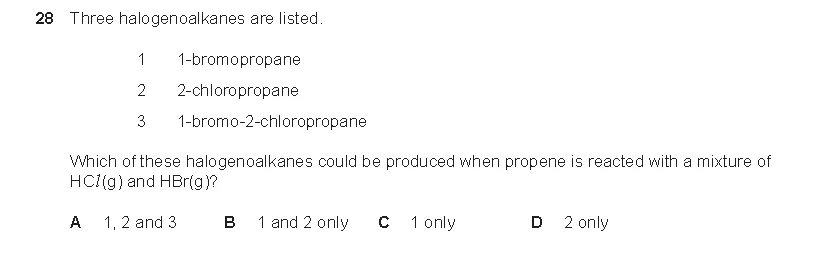 28 Three halogenoalkanes are listed.
1 1-bromopropane
2 2-chloropropane
3 1-bromo-2-chloropropane
Which of these halogenoalkanes could be produced when propene is reacted with a mixture of
HCl(g) and HBr(g)?
A 1, 2 and 3 B 1 and 2 only C 1 only D 2 only